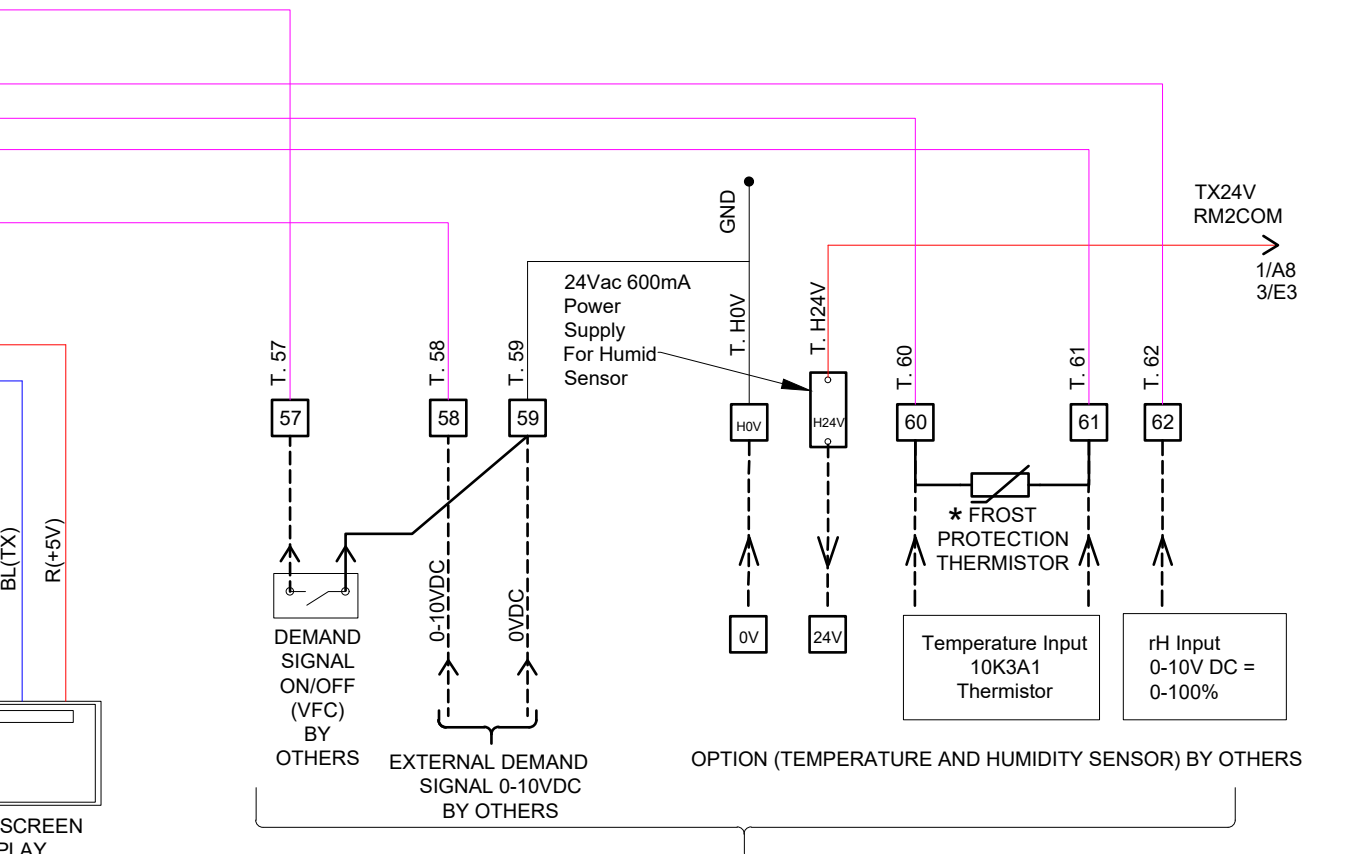 TX24V
RM2COM
1/A8
3/E3
GND
24Vac 600mA
Power
Supply
For Humid
Sensor
T. H0V
T. H24V
T. 57
T. 58
T. 59
T. 60
T. 61
T. 62
57
58
59
H0V
H24V
60
61
62
BL(TX)
R(+5V)
* FROST
PROTECTION
THERMISTOR
0-10VDC
0VDC
0V
24V
DEMAND
SIGNAL
ON/OFF
(VFC)
BY
OTHERS
EXTERNAL DEMAND
SIGNAL 0-10VDC
BY OTHERS
Temperature Input
10K3A1
Thermistor
rH Input
0-10V DC =
0-100%
OPTION (TEMPERATURE AND HUMIDITY SENSOR) BY OTHERS
SCREEN
PLAY